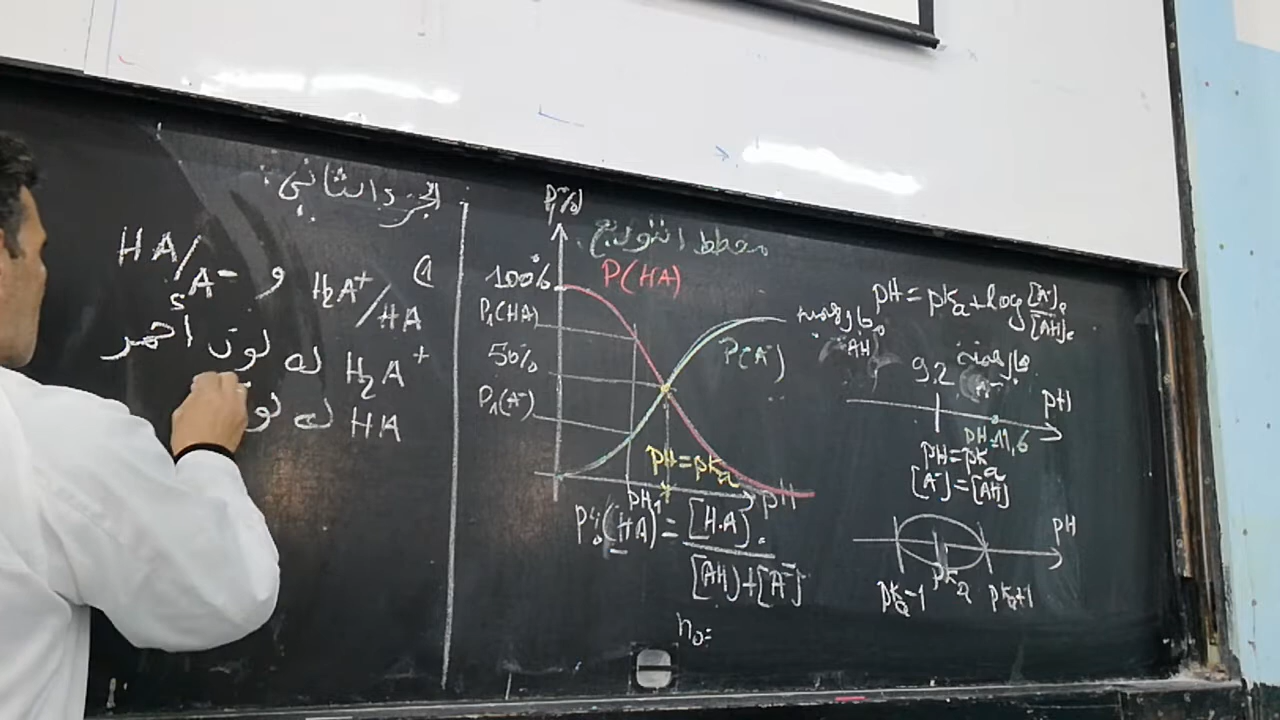 الجزء الثاني :
1) H₂A⁺/HA و HA/A⁻
H₂A⁺ له لون أحمر
HA له لو
P(%)
مخطط التوزيع
100%
P(HA)
P₁(HA)
50%
P(A⁻)
P₁(A⁻)
pH = pKa
pH₁
pH
P%(HA) = [HA]
[AH]+[A⁻]
n₀=
pH = pKa + log [A⁻]e
[AH]e
AH
9,2
A⁻
pH
pH=11,6
pH = pKa
[A⁻] = [AH]
pH
pKa-1 pKa pKa+1